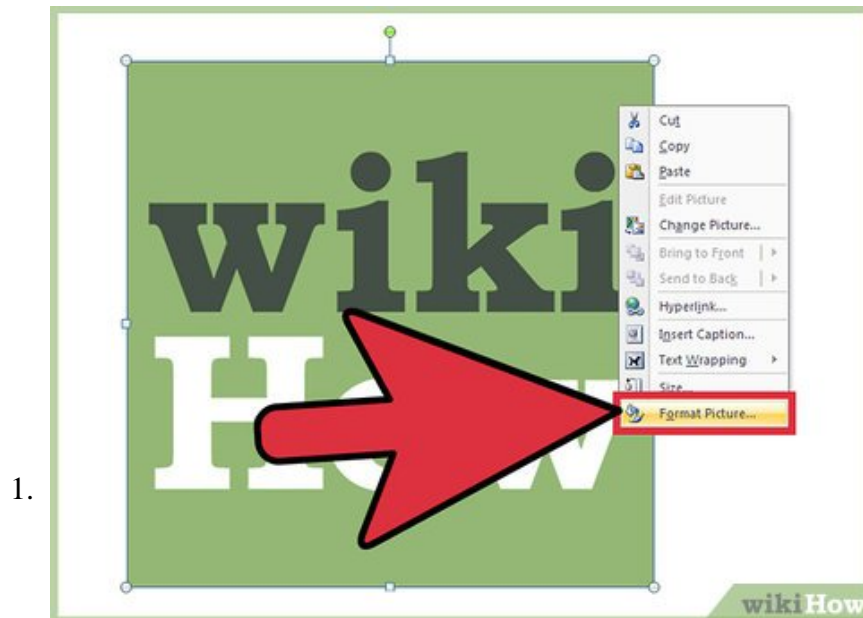 wiki
How
Cut
Copy
Paste
Edit Picture
Change Picture...
Bring to Front
Send to Back
Hyperlink...
Insert Caption...
Text Wrapping
Size...
Format Picture...
1.
wikiHow